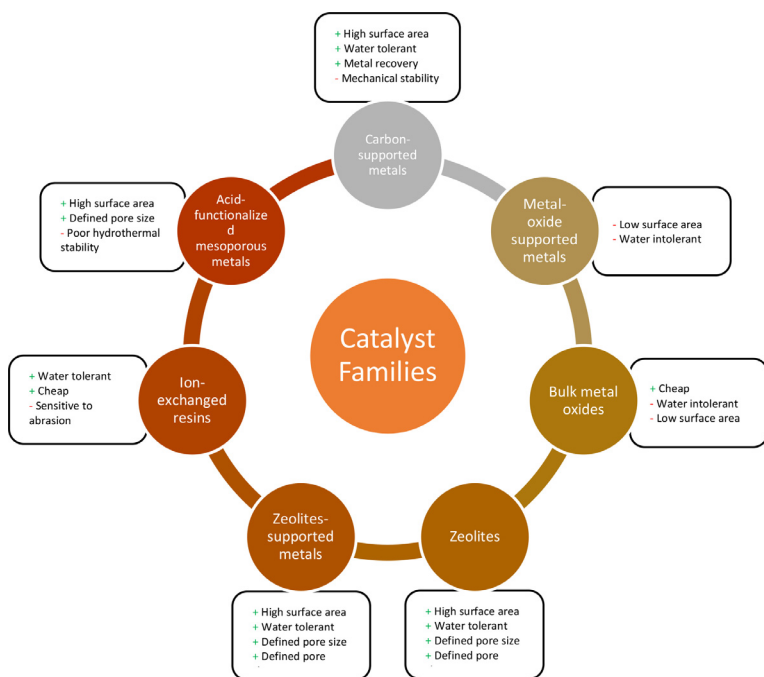 + High surface area
+ Water tolerant
+ Metal recovery
- Mechanical stability
Carbon-
supported
metals
Metal-
oxide
supported
metals
- Low surface area
- Water intolerant
Bulk metal
oxides
+ Cheap
- Water intolerant
- Low surface area
Zeolites
+ High surface area
+ Water tolerant
+ Defined pore size
+ Defined pore
Zeolites-
supported
metals
+ High surface area
+ Water tolerant
+ Defined pore size
+ Defined pore
Ion-
exchanged
resins
+ Water tolerant
+ Cheap
- Sensitive to
abrasion
Acid-
functionalize
d
mesoporous
metals
+ High surface area
+ Defined pore size
- Poor hydrothermal
stability
Catalyst
Families